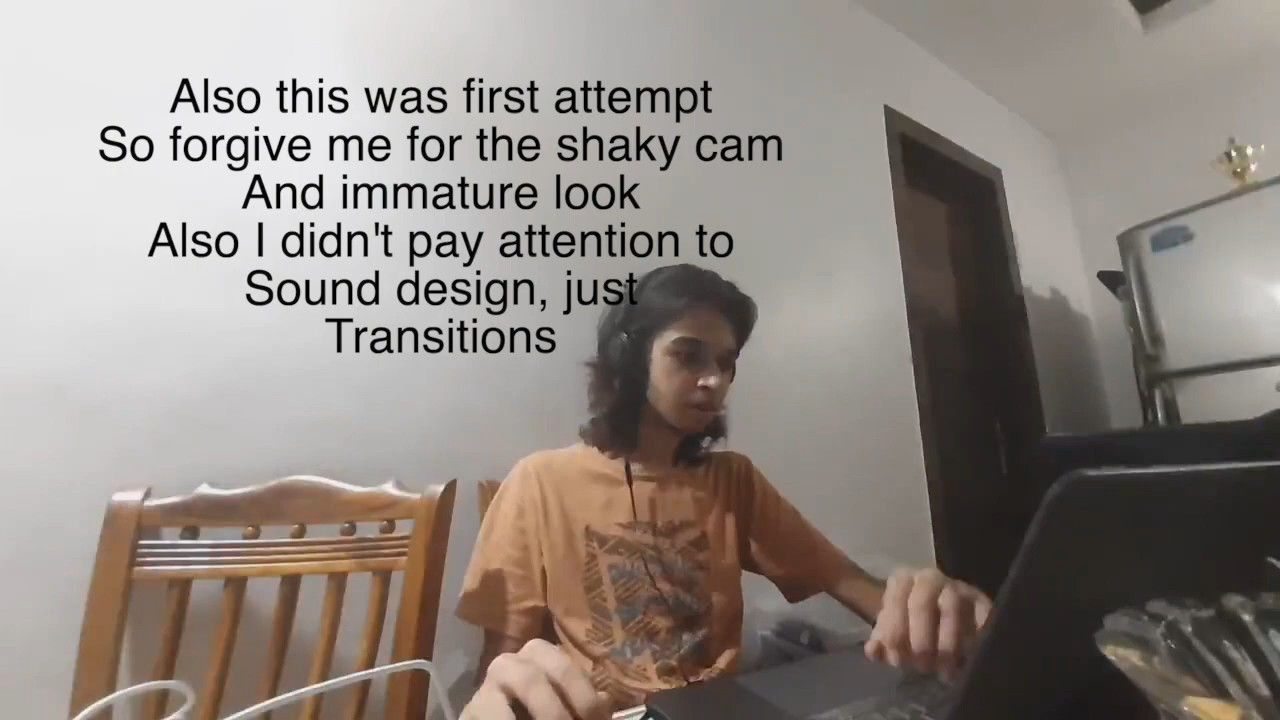 Also this was first attempt
So forgive me for the shaky cam
And immature look
Also I didn't pay attention to
Sound design, just
Transitions